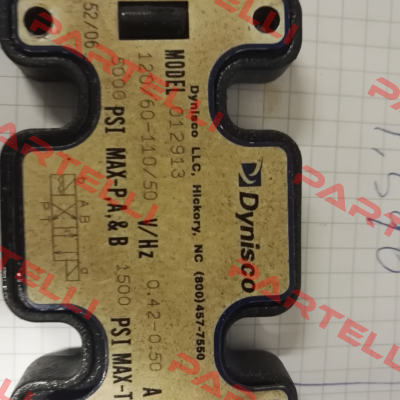 Dynisco
Dynisco LLC, Hickory, NC (800)457-7550
MODEL 012913
120/60-110/50 V/Hz 0.42-0.50 A
5000 PSI MAX-P,A,& B 1500 PSI MAX-T
52/06
A B
P T
PARTELLI
PARTELLI
PARTELLI
PARTELLI